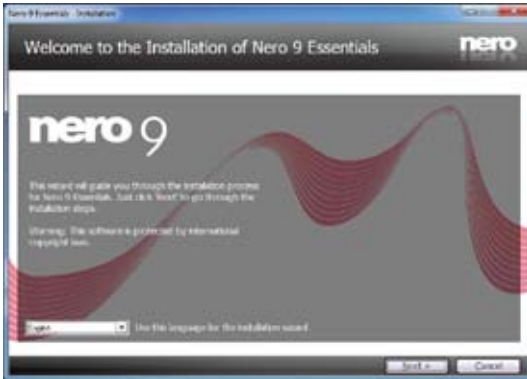 Nero 9 Essentials - Installation
Welcome to the Installation of Nero 9 Essentials
nero
nero 9
This wizard will guide you through the installation process
for Nero 9 Essentials. Just click 'Next' to go through the
installation steps.
Warning: This software is protected by international
copyright laws.
English
Use this language for the installation wizard
Next >
Cancel